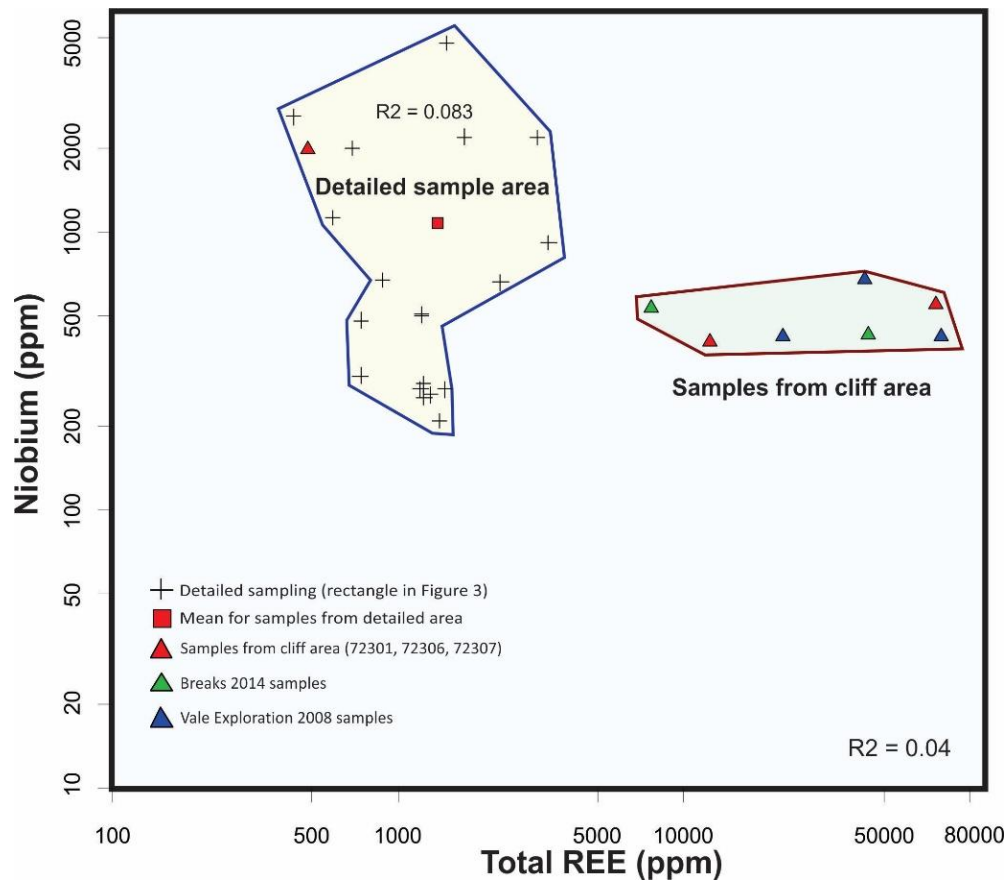 5000
2000
1000
500
200
100
50
20
10
Niobium (ppm)
R2 = 0.083
Detailed sample area
Samples from cliff area
Detailed sampling (rectangle in Figure 3)
Mean for samples from detailed area
Samples from cliff area (72301, 72306, 72307)
Breaks 2014 samples
Vale Exploration 2008 samples
R2 = 0.04
100 500 1000 5000 10000 50000 80000
Total REE (ppm)